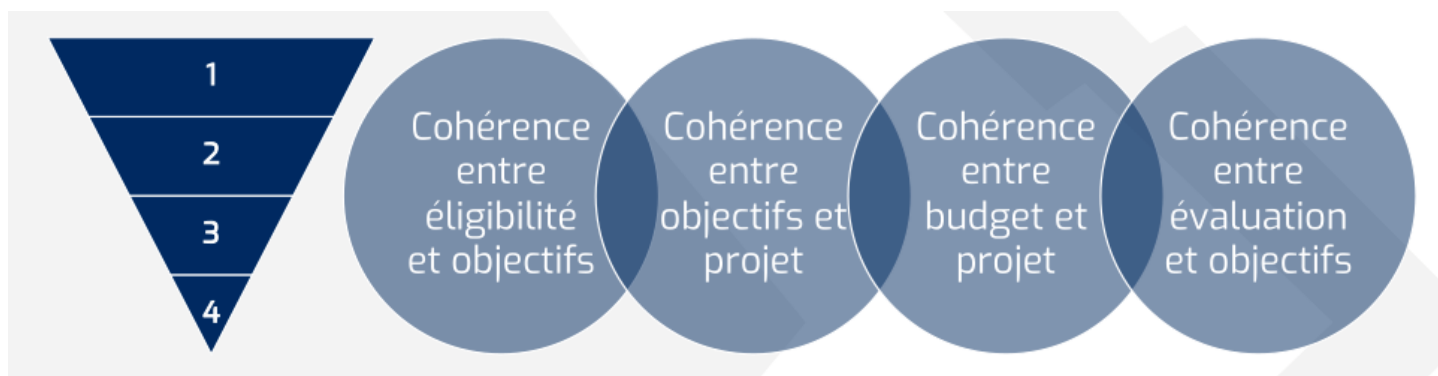 1
2
3
4
Cohérence
entre
éligibilité
et objectifs
Cohérence
entre
objectifs et
projet
Cohérence
entre
budget et
projet
Cohérence
entre
évaluation
et objectifs